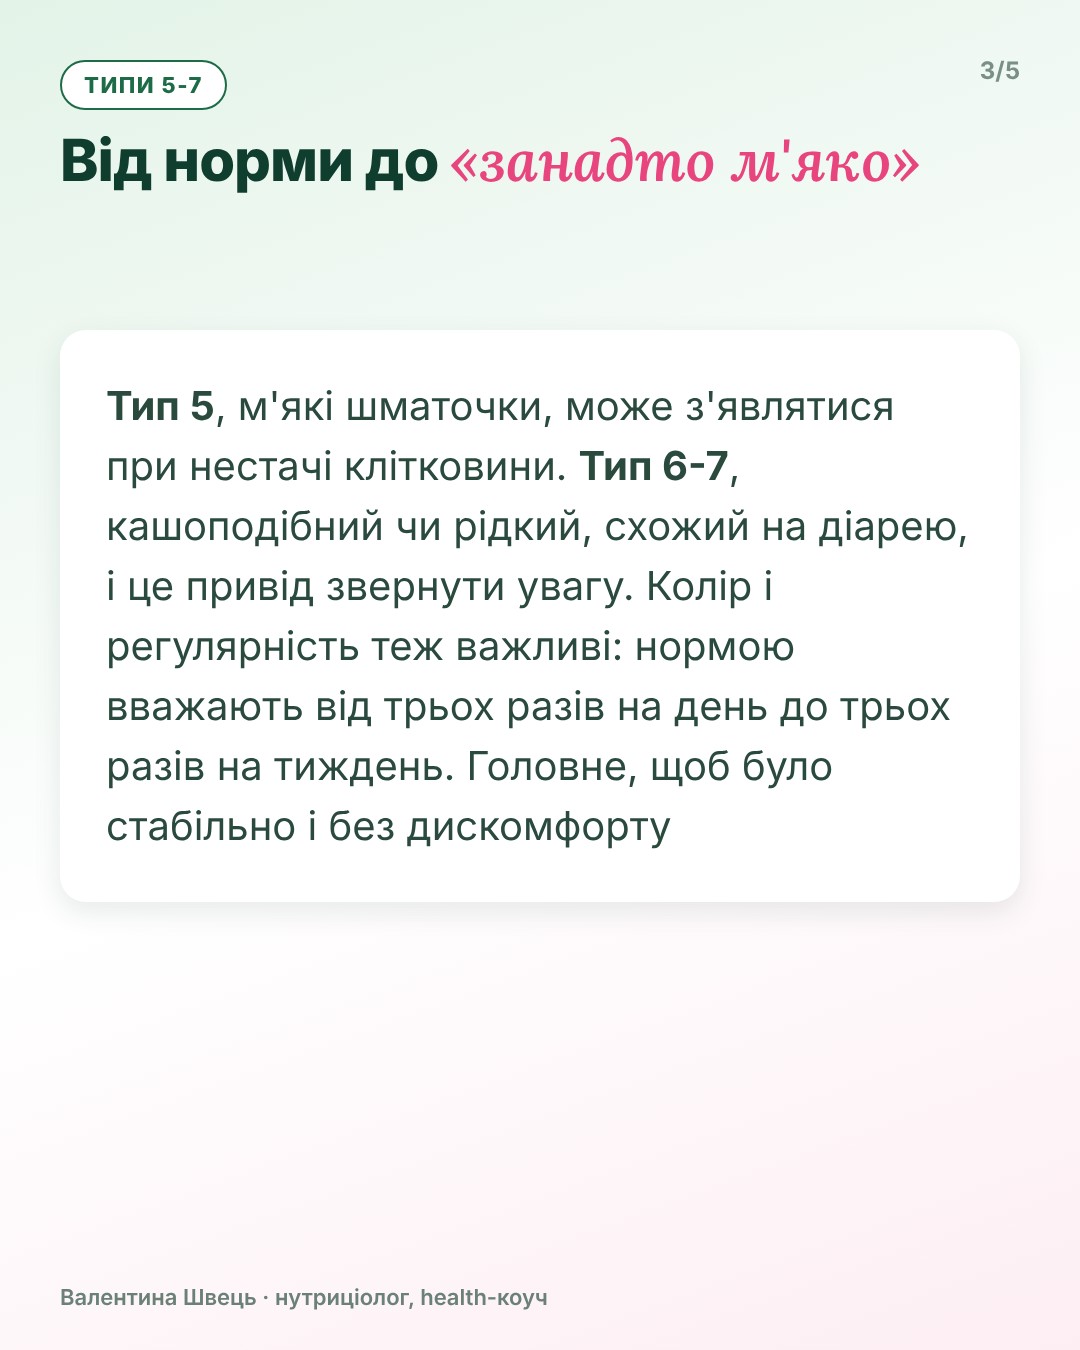 ТИПИ 5-7
3/5
Від норми до «занадто м'яко»
Тип 5, м'які шматочки, може з'являтися
при нестачі клітковини. Тип 6-7,
кашоподібний чи рідкий, схожий на діарею,
і це привід звернути увагу. Колір і
регулярність теж важливі: нормою
вважають від трьох разів на день до трьох
разів на тиждень. Головне, щоб було
стабільно і без дискомфорту
Валентина Швець · нутриціолог, health-коуч